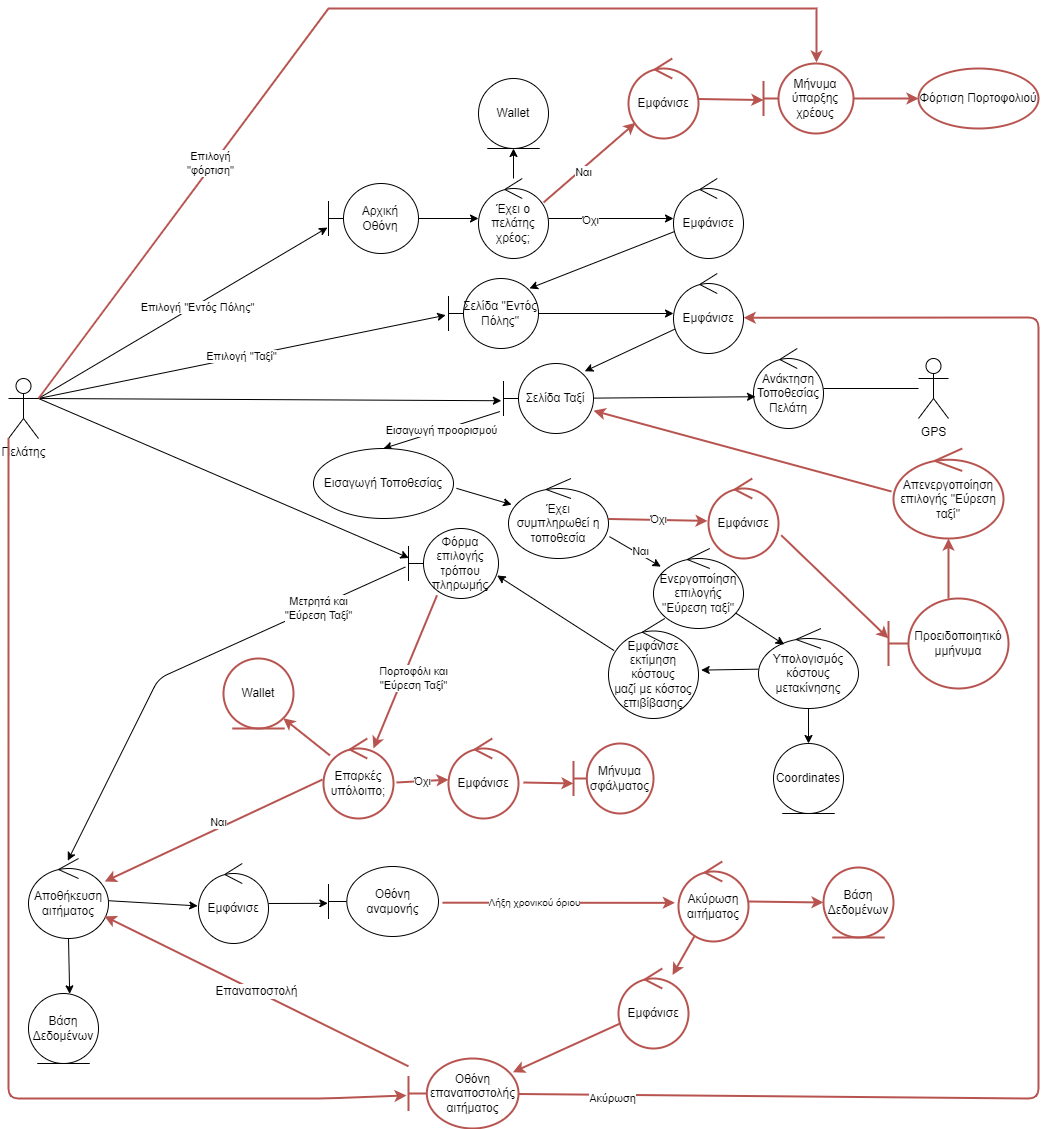 Μήνυμα
ύπαρξης
χρέους
Φόρτιση Πορτοφολιού
Εμφάνισε
Wallet
Επιλογή
"φόρτιση"
Ναι
Αρχική
Οθόνη
Έχει ο
πελάτης
χρέος;
Όχι
Εμφάνισε
Επιλογή "Εντός Πόλης"
Σελίδα "Εντός
Πόλης"
Εμφάνισε
Επιλογή "Ταξί"
Πελάτης
Σελίδα Ταξί
Ανάκτηση
Τοποθεσίας
Πελάτη
GPS
Εισαγωγή προορισμού
Εισαγωγή Τοποθεσίας
Έχει
συμπληρωθεί η
τοποθεσία
Όχι
Εμφάνισε
Απενεργοποίηση
επιλογής "Εύρεση
ταξί"
Ναι
Φόρμα
επιλογής
τρόπου
πληρωμής
Ενεργοποίηση
επιλογής
"Εύρεση ταξί"
Μετρητά και
"Εύρεση Ταξί"
Προειδοποιητικό
μμήνυμα
Εμφάνισε
εκτίμηση
κόστους
μαζί με κόστος
επιβίβασης
Υπολογισμός
κόστους
μετακίνησης
Πορτοφόλι και
"Εύρεση Ταξί"
Wallet
Επαρκές
υπόλοιπο;
Όχι
Εμφάνισε
Μήνυμα
σφάλματος
Coordinates
Ναι
Αποθήκευση
αιτήματος
Εμφάνισε
Οθόνη
αναμονής
Λήξη χρονικού όριου
Ακύρωση
αιτήματος
Βάση
Δεδομένων
Επαναποστολή
Εμφάνισε
Βάση
Δεδομένων
Οθόνη
επαναποστολής
αιτήματος
Ακύρωση